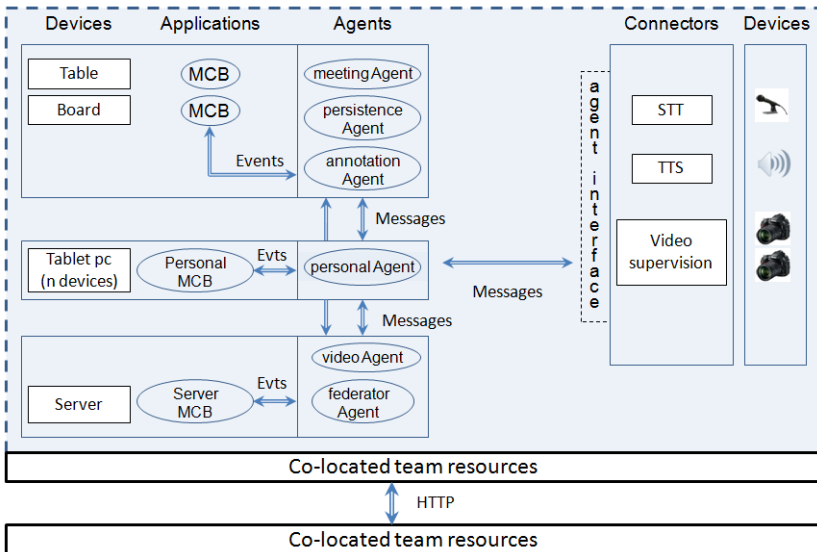 Devices
Applications
Agents
Connectors
Devices
Table
MCB
meeting Agent
Board
MCB
persistence
Agent
Events
annotation
Agent
Messages
Tablet pc
(n devices)
Personal
MCB
Evts
personal Agent
Messages
Messages
video Agent
Server
Server
MCB
Evts
federator
Agent
agent interface
STT
TTS
Video
supervision
Co-located team resources
HTTP
Co-located team resources